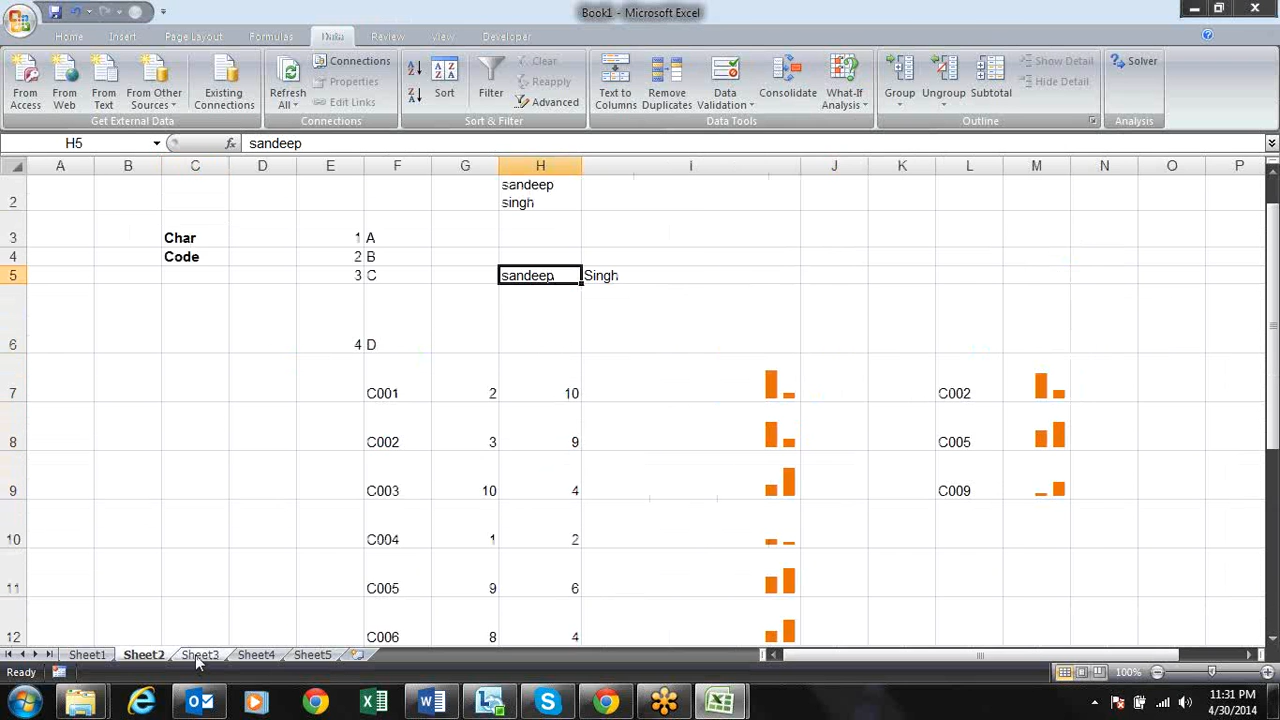 Book1 - Microsoft Excel
Home Insert Page Layout Formulas Data Review View Developer
From Access From Web From Text From Other Sources Existing Connections
Get External Data
Refresh All Connections Properties Edit Links
Connections
Sort Filter Clear Reapply Advanced
Sort & Filter
Text to Columns Remove Duplicates Data Validation Consolidate What-If Analysis
Data Tools
Group Ungroup Subtotal Show Detail Hide Detail
Outline
Solver
Analysis
H5 fx sandeep
A B C D E F G H I J K L M N O P
2 sandeep
singh
3 Char 1 A
4 Code 2 B
5 3 C sandeep Singh
6 4 D
7 C001 2 10 C002
8 C002 3 9 C005
9 C003 10 4 C009
10 C004 1 2
11 C005 9 6
12 C006 8 4
Sheet1 Sheet2 Sheet3 Sheet4 Sheet5
Ready 100%
11:31 PM
4/30/2014